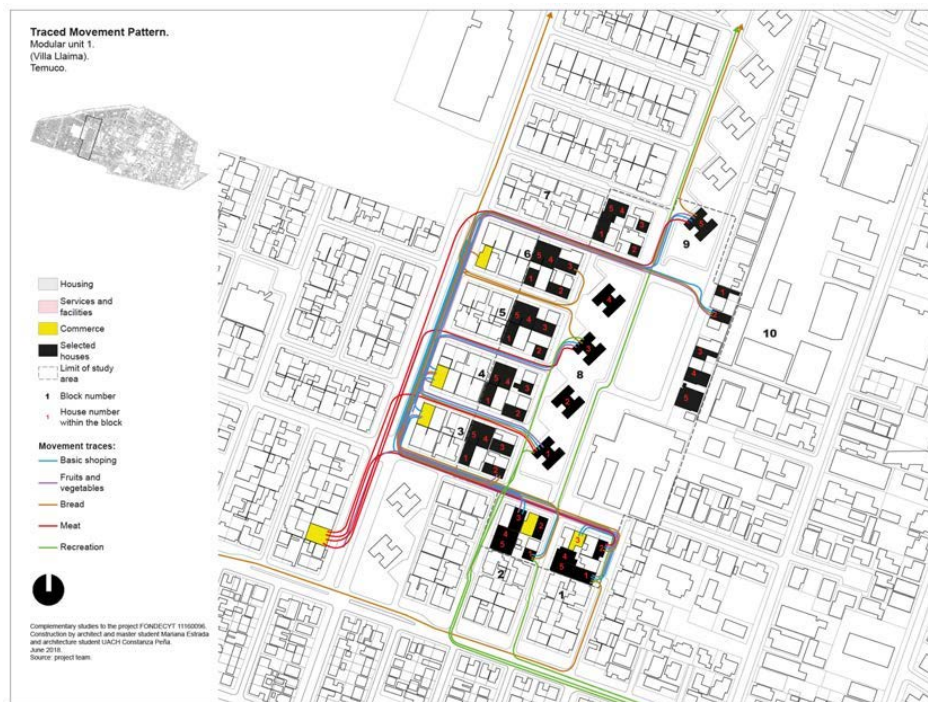 Traced Movement Pattern.
Modular unit 1.
(Villa Llaima).
Temuco.
Housing
Services and
facilities
Commerce
Selected
houses
Limit of study
area
1 Block number
1 House number
within the block
Movement traces:
Basic shoping
Fruits and
vegetables
Bread
Meat
Recreation
Complementary studies to the project FONDECYT 11160096.
Construction by architect and master student Mariana Estrada
and architecture student UACH Constanza Peña.
June 2018.
Source: project team.
7
9
6
10
5
8
4
3
2
1